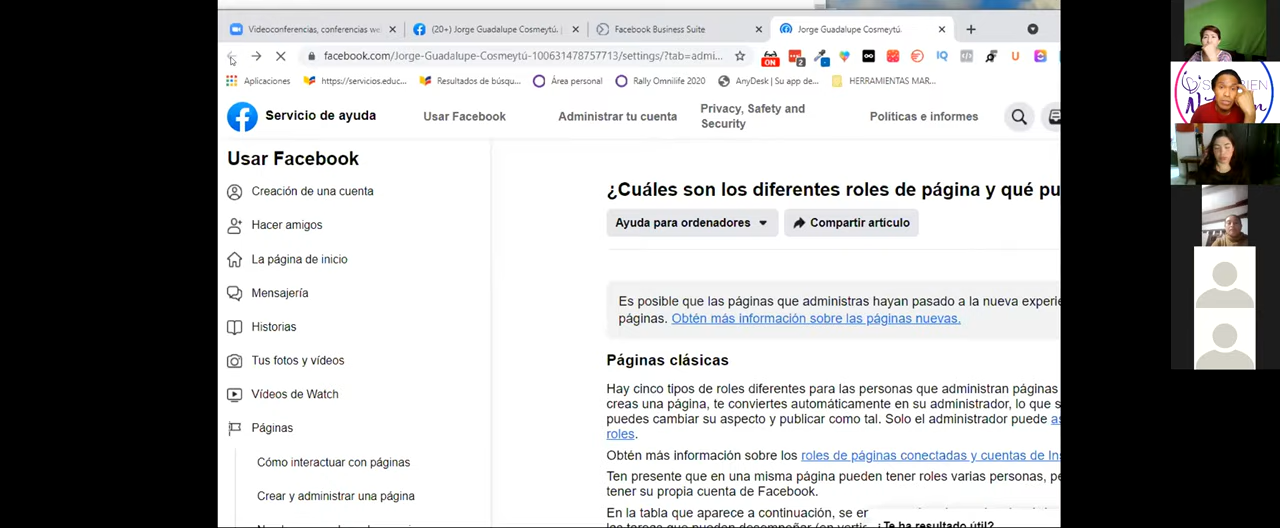 Videoconferencias, conferencias we
(20+) Jorge Guadalupe Cosmeytú.
Facebook Business Suite
Jorge Guadalupe Cosmeytú.
facebook.com/Jorge-Guadalupe-Cosmeytú-100631478757713/settings/?tab=admi...
ON
2
IQ
U
Aplicaciones
https://servicios.educ...
Resultados de búsqu...
Área personal
Rally Omnilife 2020
AnyDesk | Su app de...
HERRAMIENTAS MAR...
Servicio de ayuda
Usar Facebook
Administrar tu cuenta
Privacy, Safety and
Security
Políticas e informes
Usar Facebook
Creación de una cuenta
Hacer amigos
La página de inicio
Mensajería
Historias
Tus fotos y vídeos
Vídeos de Watch
Páginas
Cómo interactuar con páginas
Crear y administrar una página
¿Cuáles son los diferentes roles de página y qué pu
Ayuda para ordenadores
Compartir artículo
Es posible que las páginas que administras hayan pasado a la nueva experie
páginas. Obtén más información sobre las páginas nuevas.
Páginas clásicas
Hay cinco tipos de roles diferentes para las personas que administran páginas
creas una página, te conviertes automáticamente en su administrador, lo que s
puedes cambiar su aspecto y publicar como tal. Solo el administrador puede as
roles.
Obtén más información sobre los roles de páginas conectadas y cuentas de Ins
Ten presente que en una misma página pueden tener roles varias personas, pe
tener su propia cuenta de Facebook.
En la tabla que aparece a continuación, se en
¿Te ha resultado útil?